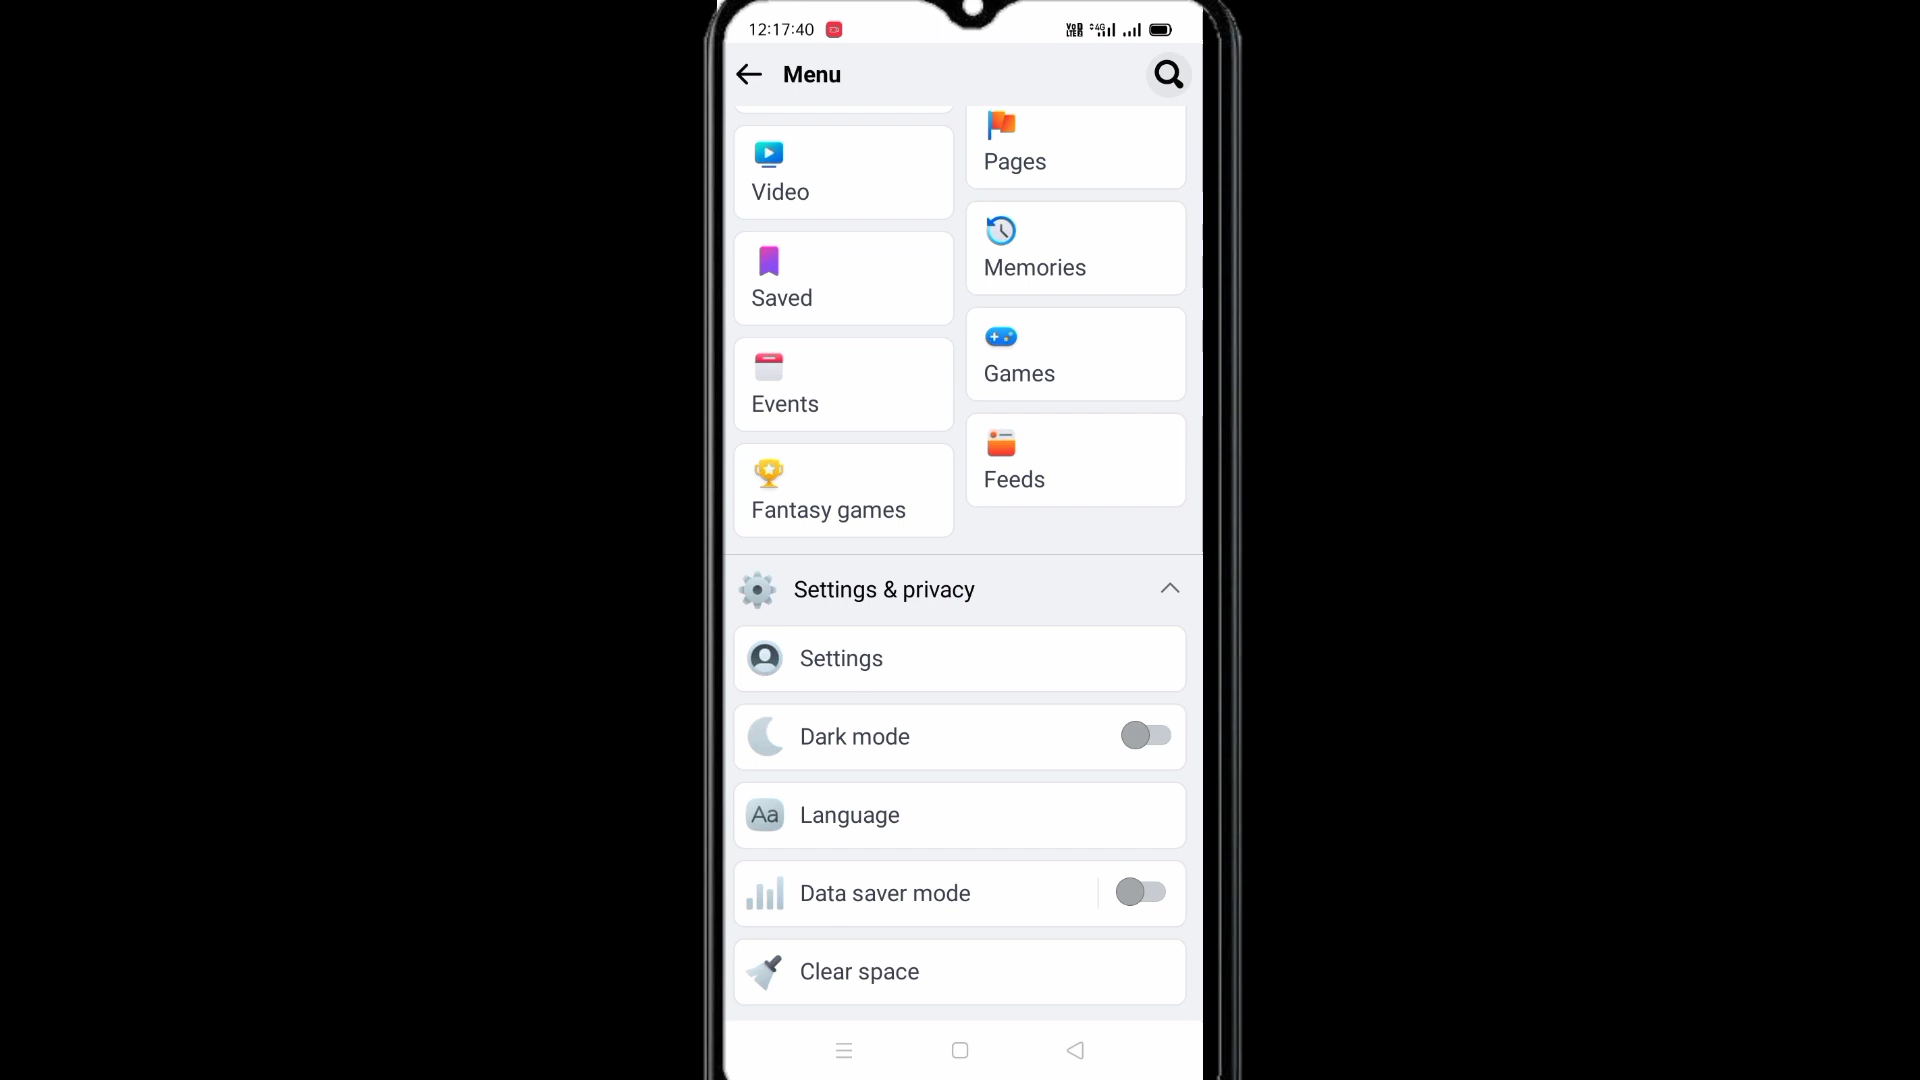 12:17:40
4G
Menu
Pages
Video
Memories
Saved
Games
Events
Feeds
Fantasy games
Settings & privacy
Settings
Dark mode
Aa Language
Data saver mode
Clear space